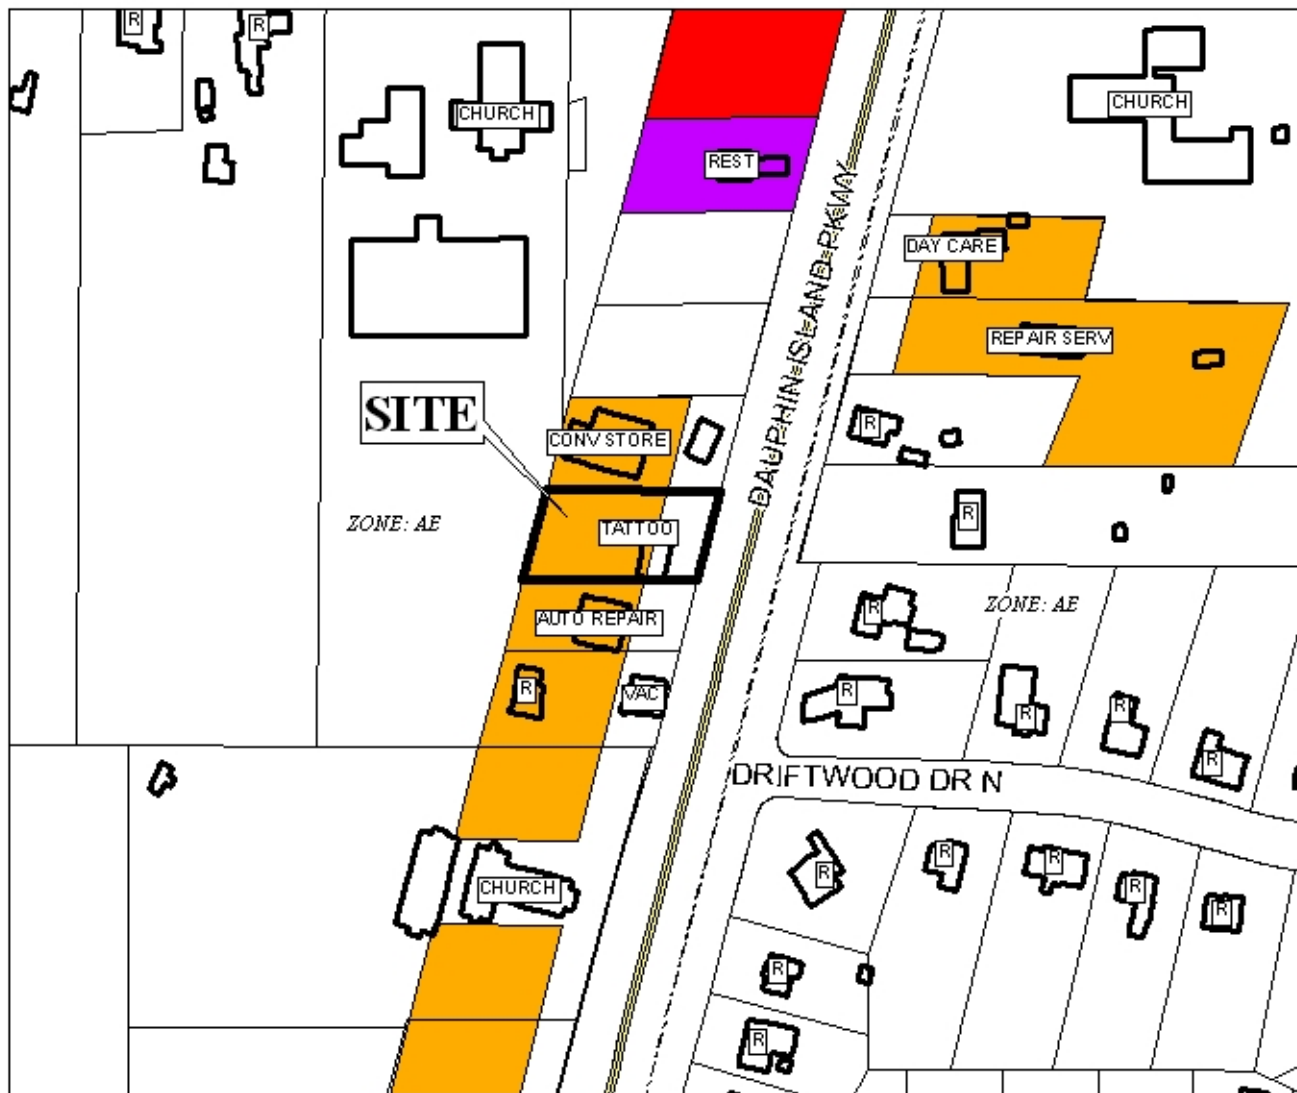 R
R
CHURCH
CHURCH
REST
DAUPHIN ISLAND PKWY
DAY CARE
REPAIR SERV
SITE
R
CONV STORE
ZONE: AE
TATTOO
R
ZONE: AE
R
AUTO REPAIR
R
VAC
R
R
R
R
DRIFTWOOD DR N
CHURCH
R
R
R
R
R
R
R